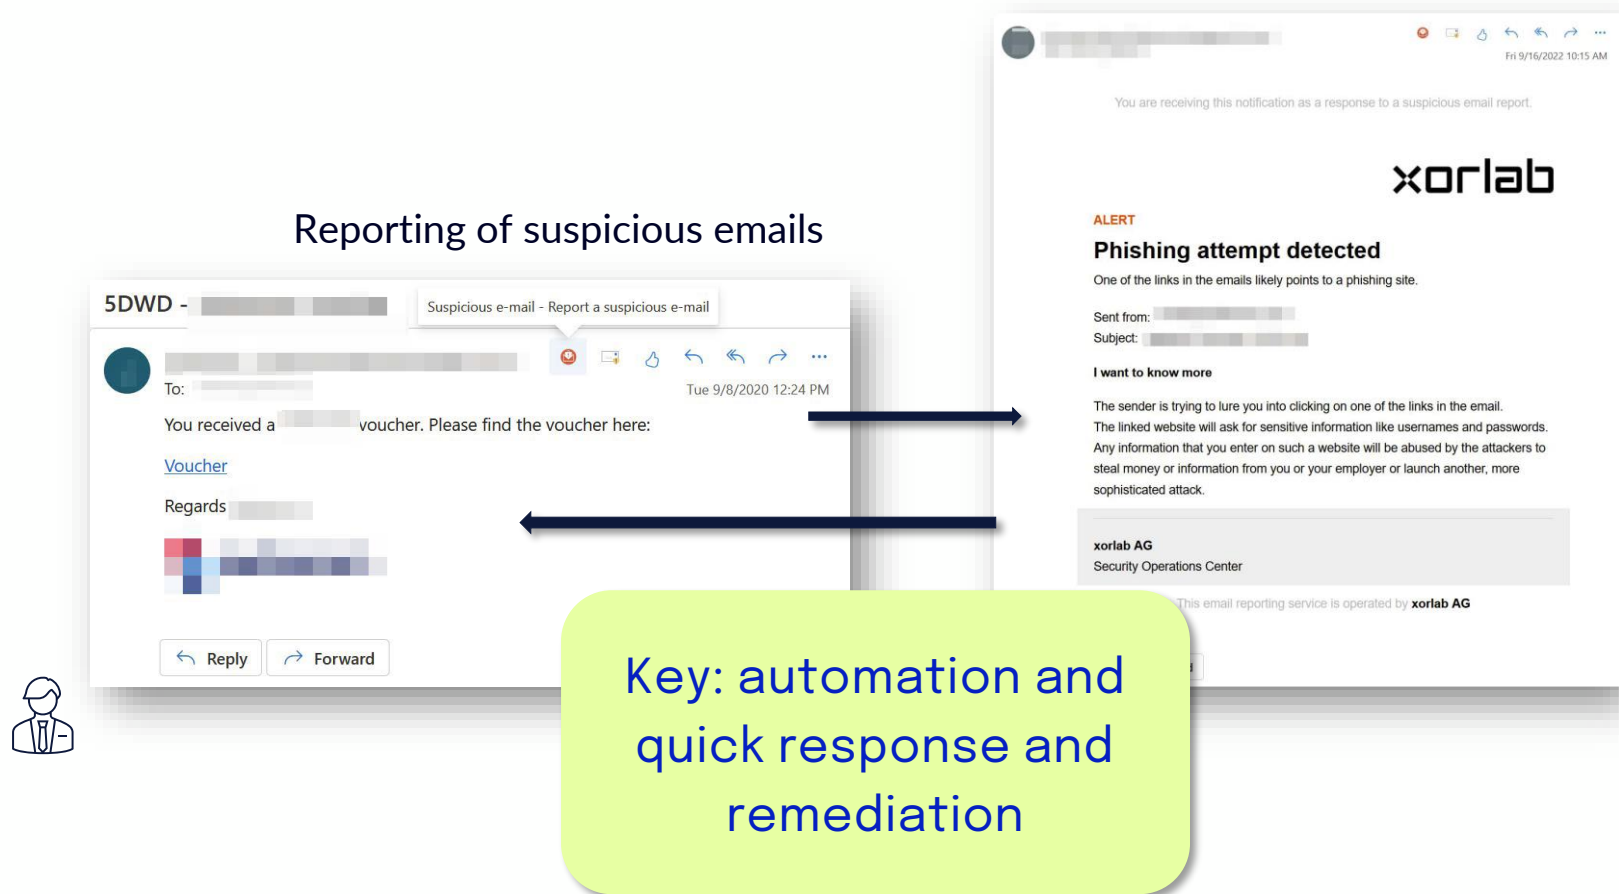 Reporting of suspicious emails
5DWD -
Suspicious e-mail - Report a suspicious e-mail
To:
Tue 9/8/2020 12:24 PM
You received a voucher. Please find the voucher here:
Voucher
Regards
Reply
Forward
Fri 9/16/2022 10:15 AM
You are receiving this notification as a response to a suspicious email report.
xorlab
ALERT
Phishing attempt detected
One of the links in the emails likely points to a phishing site.
Sent from:
Subject:
I want to know more
The sender is trying to lure you into clicking on one of the links in the email.
The linked website will ask for sensitive information like usernames and passwords.
Any information that you enter on such a website will be abused by the attackers to
steal money or information from you or your employer or launch another, more
sophisticated attack.
xorlab AG
Security Operations Center
This email reporting service is operated by xorlab AG
Key: automation and
quick response and
remediation